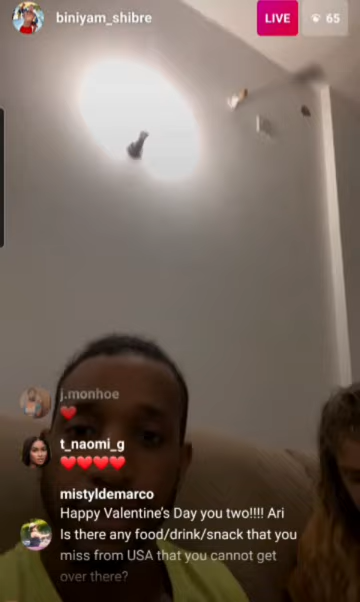 biniyam_shibre
LIVE
65
j.monhoe
❤️
t_naomi_g
❤️❤️❤️❤️
mistyldemarco
Happy Valentine's Day you two!!!! Ari
Is there any food/drink/snack that you
miss from USA that you cannot get
over there?